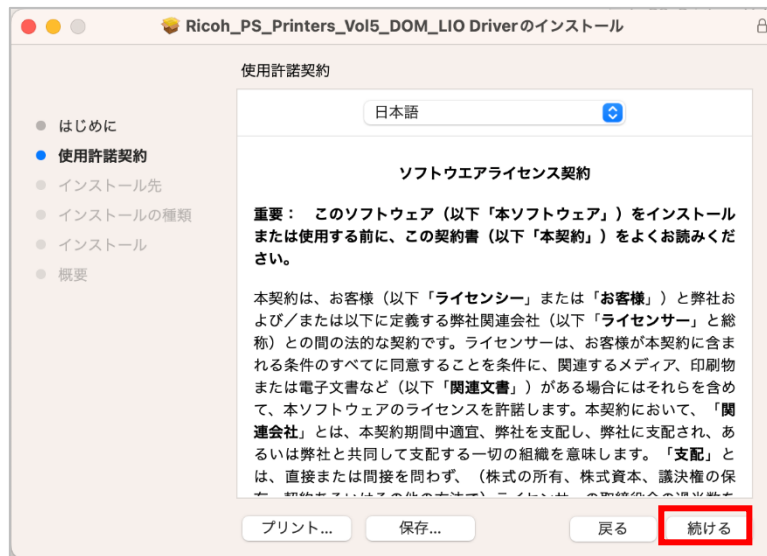 Ricoh_PS_Printers_Vol5_DOM_LIO Driverのインストール
使用許諾契約
はじめに
使用許諾契約
インストール先
インストールの種類
インストール
概要
日本語
ソフトウエアライセンス契約
重要： このソフトウェア（以下「本ソフトウェア」）をインストール
または使用する前に、この契約書（以下「本契約」）をよくお読みくだ
さい。
本契約は、お客様（以下「ライセンシー」または「お客様」）と弊社お
よび／または以下に定義する弊社関連会社（以下「ライセンサー」と総
称）との間の法的な契約です。ライセンサーは、お客様が本契約に含ま
れる条件のすべてに同意することを条件に、関連するメディア、印刷物
または電子文書など（以下「関連文書」）がある場合にはそれらを含め
て、本ソフトウェアのライセンスを許諾します。本契約において、「関
連会社」とは、本契約期間中適宜、弊社を支配し、弊社に支配され、あ
るいは弊社と共同して支配する一切の組織を意味します。「支配」と
は、直接または間接を問わず、（株式の所有、株式資本、議決権の保
プリント...
保存...
戻る
続ける